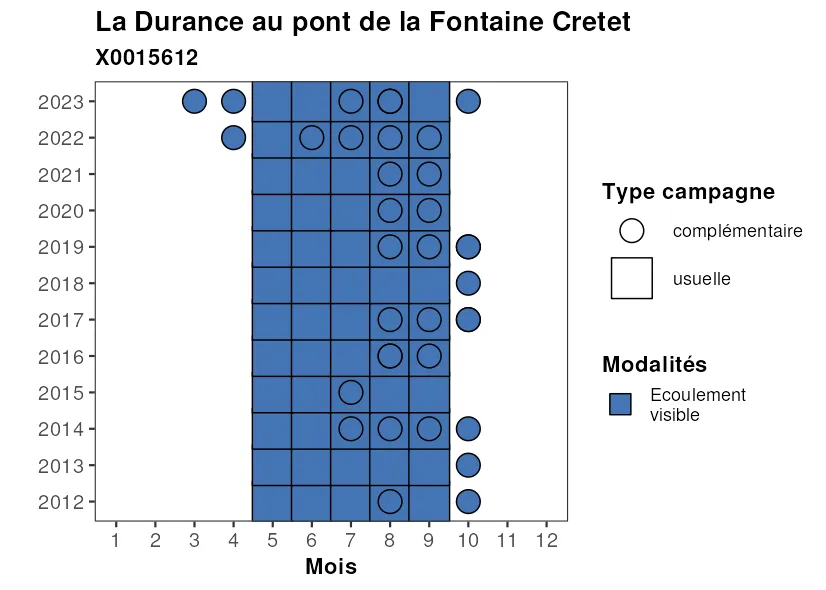 La Durance au pont de la Fontaine Cretet
X0015612
2023
2022
2021
2020
2019
2018
2017
2016
2015
2014
2013
2012
1 2 3 4 5 6 7 8 9 10 11 12
Mois
Type campagne
complémentaire
usuelle
Modalités
Ecoulement
visible